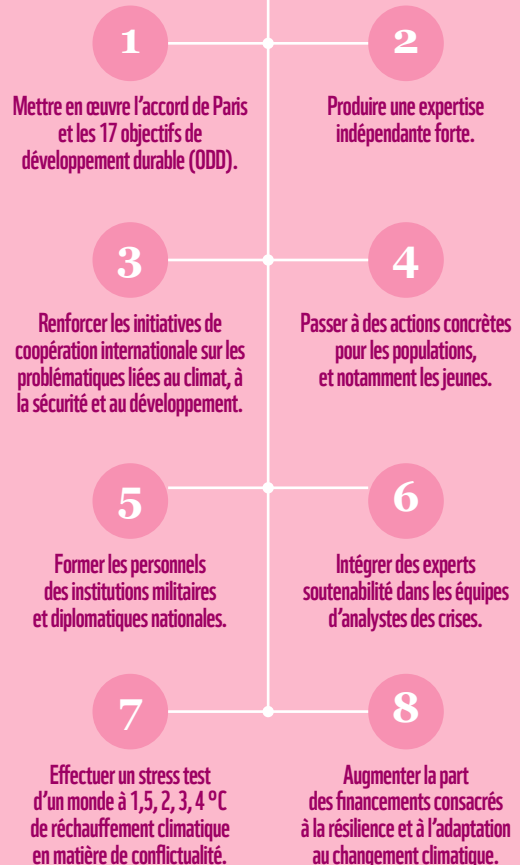 1
Mettre en œuvre l’accord de Paris
et les 17 objectifs de
développement durable (ODD).
2
Produire une expertise
indépendante forte.
3
Renforcer les initiatives de
coopération internationale sur les
problématiques liées au climat, à
la sécurité et au développement.
4
Passer à des actions concrètes
pour les populations,
et notamment les jeunes.
5
Former les personnels
des institutions militaires
et diplomatiques nationales.
6
Intégrer des experts
soutenabilité dans les équipes
d’analystes des crises.
7
Effectuer un stress test
d’un monde à 1,5, 2, 3, 4 °C
de réchauffement climatique
en matière de conflictualité.
8
Augmenter la part
des financements consacrés
à la résilience et à l’adaptation
au changement climatique.